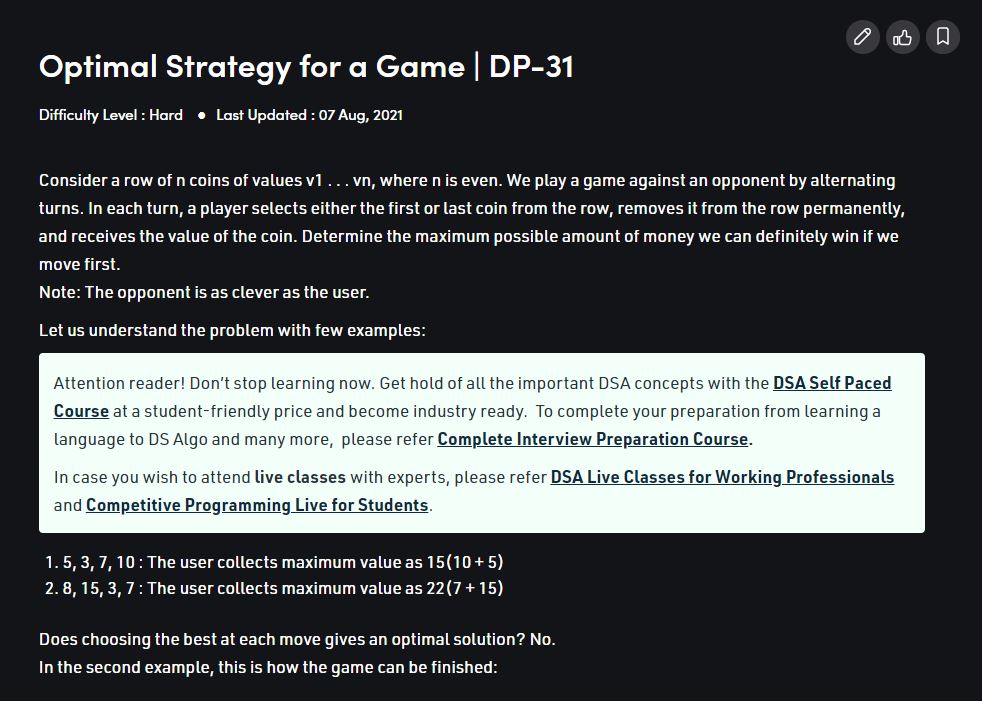 Optimal Strategy for a Game | DP-31
Difficulty Level : Hard ● Last Updated : 07 Aug, 2021
Consider a row of n coins of values v1 . . . vn, where n is even. We play a game against an opponent by alternating
turns. In each turn, a player selects either the first or last coin from the row, removes it from the row permanently,
and receives the value of the coin. Determine the maximum possible amount of money we can definitely win if we
move first.
Note: The opponent is as clever as the user.
Let us understand the problem with few examples:
Attention reader! Don’t stop learning now. Get hold of all the important DSA concepts with the DSA Self Paced
Course at a student-friendly price and become industry ready.  To complete your preparation from learning a
language to DS Algo and many more,  please refer Complete Interview Preparation Course.
In case you wish to attend live classes with experts, please refer DSA Live Classes for Working Professionals
and Competitive Programming Live for Students.
1. 5, 3, 7, 10 : The user collects maximum value as 15(10 + 5)
2. 8, 15, 3, 7 : The user collects maximum value as 22(7 + 15)
Does choosing the best at each move gives an optimal solution? No.
In the second example, this is how the game can be finished: